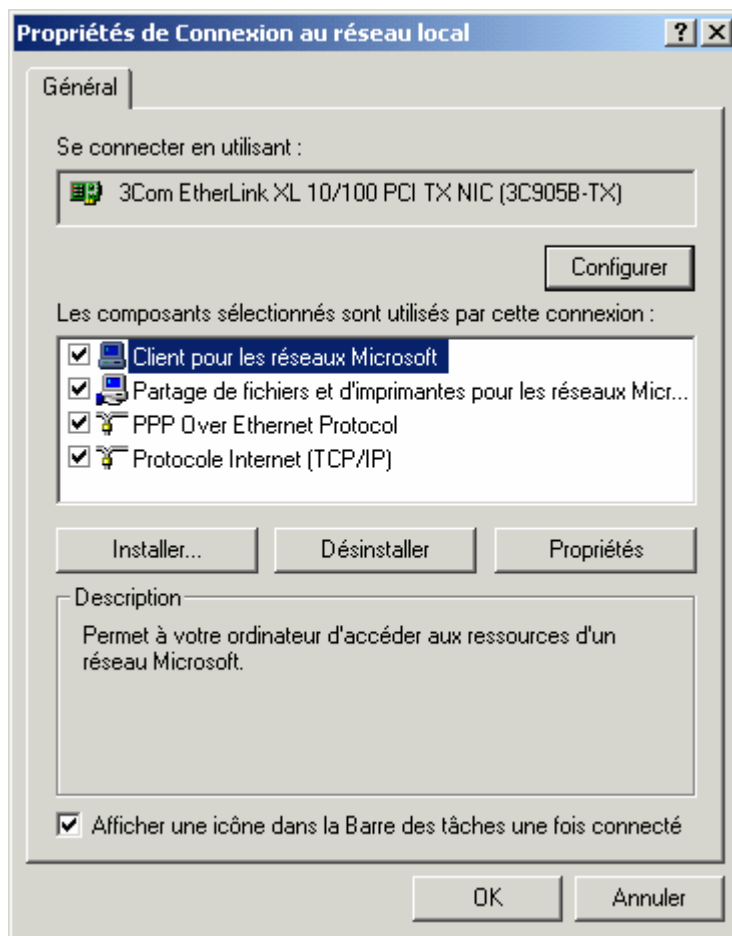 Propriétés de Connexion au réseau local
Général
Se connecter en utilisant :
3Com EtherLink XL 10/100 PCI TX NIC (3C905B-TX)
Configurer
Les composants sélectionnés sont utilisés par cette connexion :
Client pour les réseaux Microsoft
Partage de fichiers et d'imprimantes pour les réseaux Micr...
PPP Over Ethernet Protocol
Protocole Internet (TCP/IP)
Installer...
Désinstaller
Propriétés
Description
Permet à votre ordinateur d'accéder aux ressources d'un
réseau Microsoft.
Afficher une icône dans la Barre des tâches une fois connecté
OK
Annuler